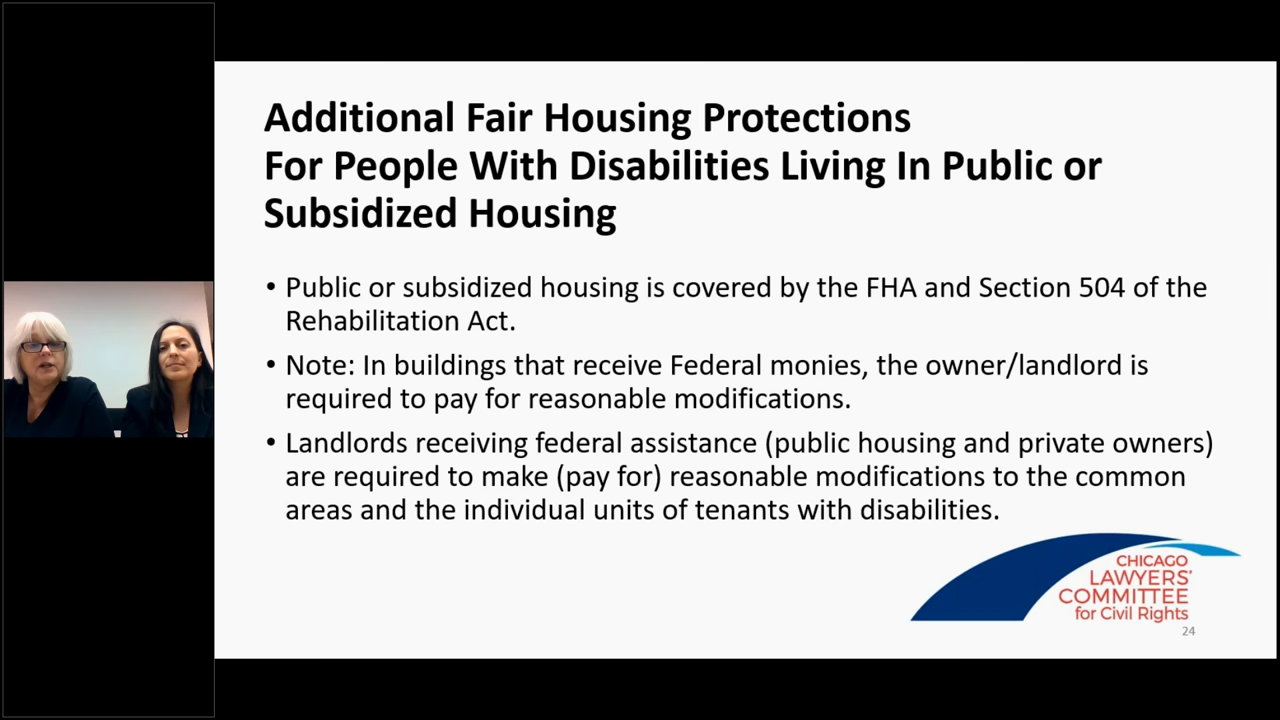 Additional Fair Housing Protections
For People With Disabilities Living In Public or
Subsidized Housing
• Public or subsidized housing is covered by the FHA and Section 504 of the
Rehabilitation Act.
• Note: In buildings that receive Federal monies, the owner/landlord is
required to pay for reasonable modifications.
• Landlords receiving federal assistance (public housing and private owners)
are required to make (pay for) reasonable modifications to the common
areas and the individual units of tenants with disabilities.
CHICAGO
LAWYERS'
COMMITTEE
for Civil Rights
24